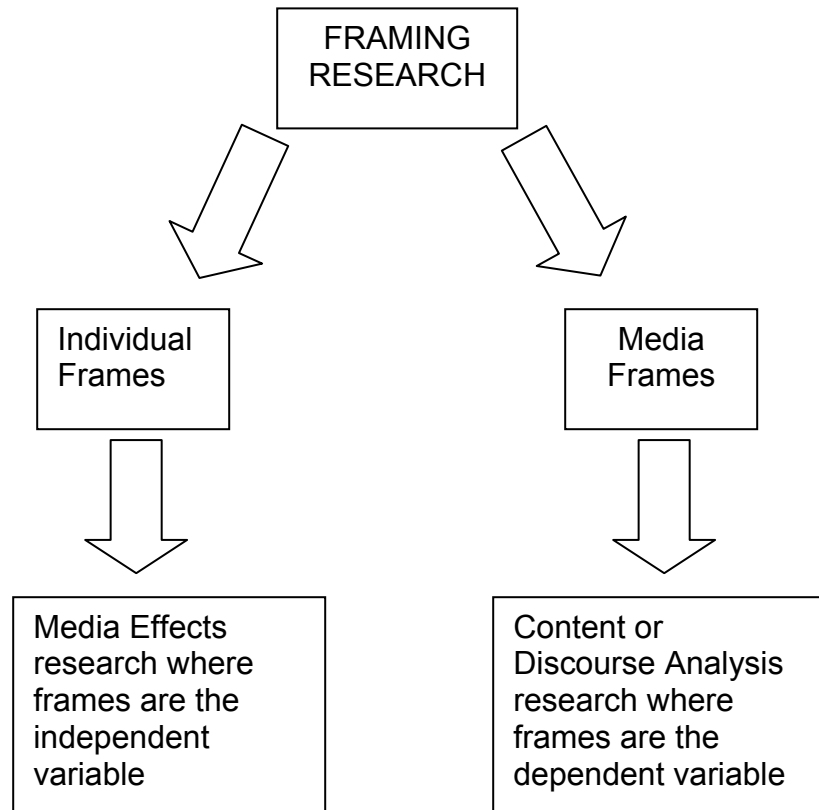 FRAMING
RESEARCH
Individual
Frames
Media
Frames
Media Effects
research where
frames are the
independent
variable
Content or
Discourse Analysis
research where
frames are the
dependent variable